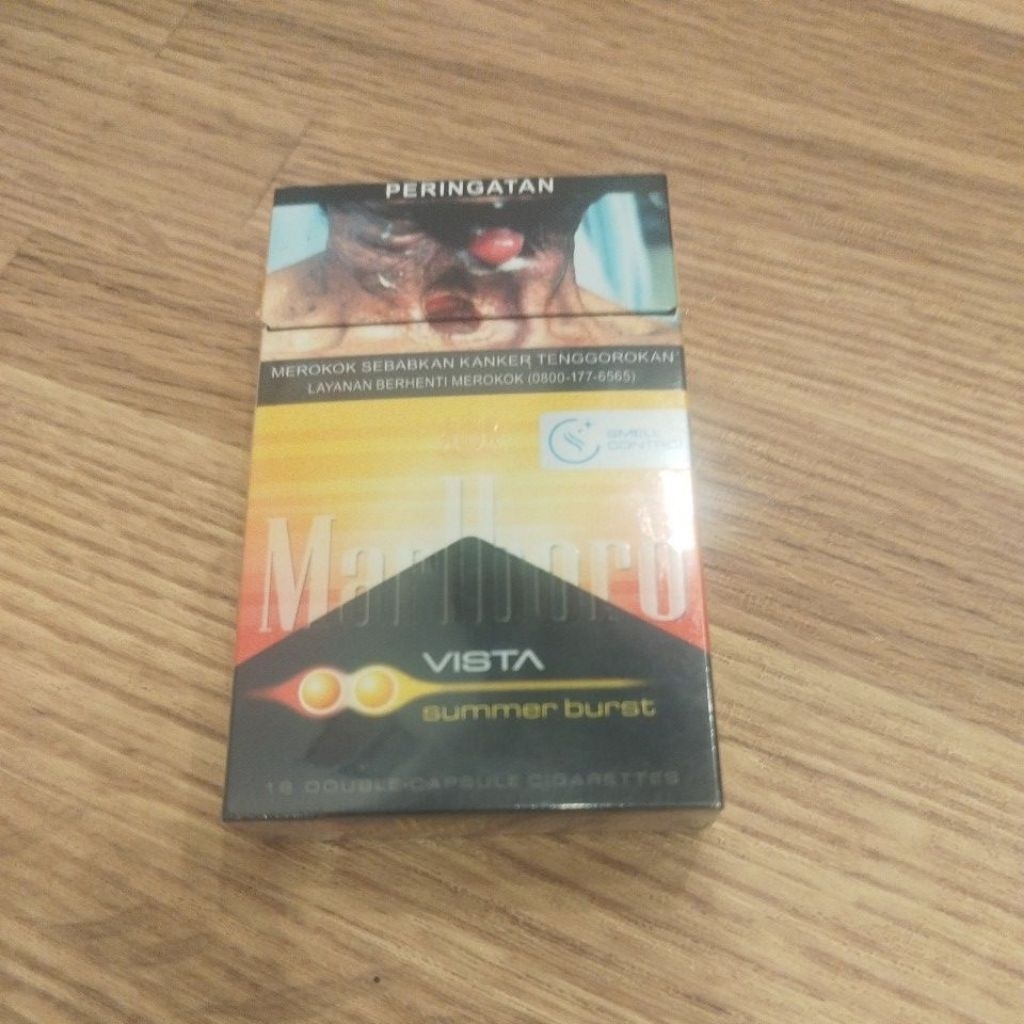 PERINGATAN
MEROKOK SEBABKAN KANKER TENGGOROKAN
LAYANAN BERHENTI MEROKOK (0800-177-6565)
SMELL
CONTROL
Marlboro
VISTA
summer burst
16 DOUBLE-CAPSULE CIGARETTES